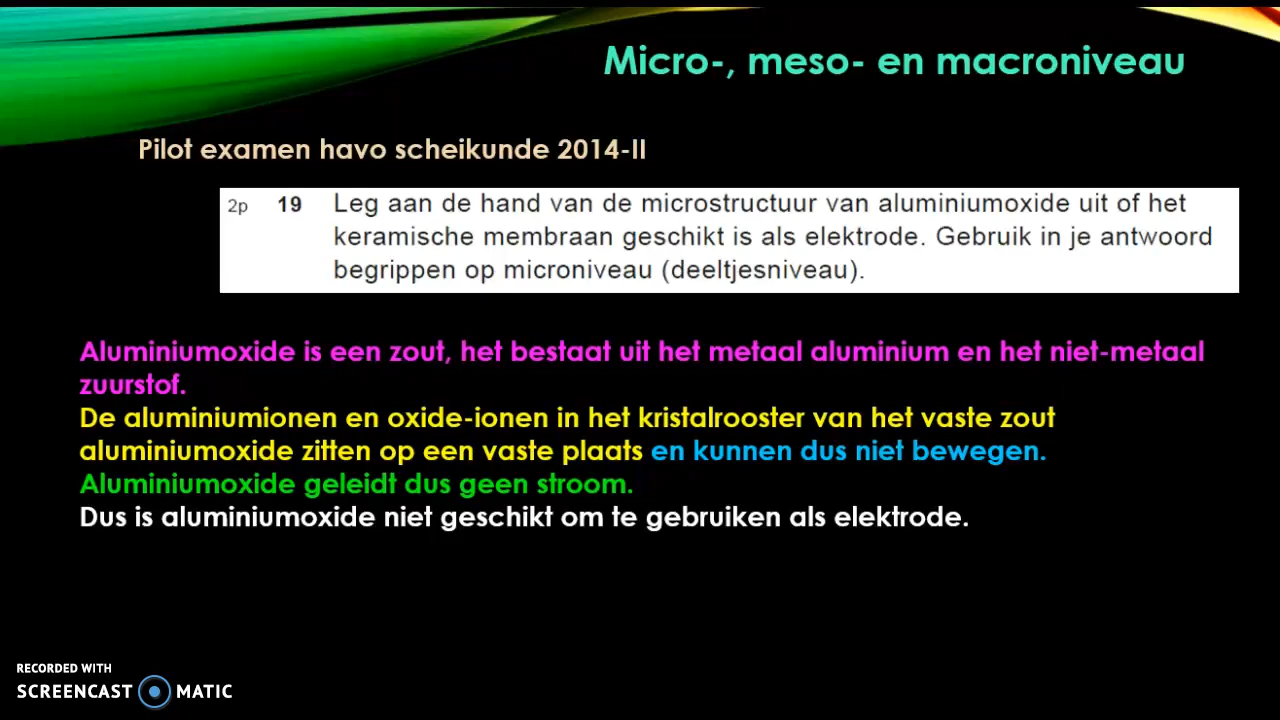 Micro-, meso- en macroniveau
Pilot examen havo scheikunde 2014-II
2p 19 Leg aan de hand van de microstructuur van aluminiumoxide uit of het
keramische membraan geschikt is als elektrode. Gebruik in je antwoord
begrippen op microniveau (deeltjesniveau).
Aluminiumoxide is een zout, het bestaat uit het metaal aluminium en het niet-metaal
zuurstof.
De aluminiumionen en oxide-ionen in het kristalrooster van het vaste zout
aluminiumoxide zitten op een vaste plaats en kunnen dus niet bewegen.
Aluminiumoxide geleidt dus geen stroom.
Dus is aluminiumoxide niet geschikt om te gebruiken als elektrode.
RECORDED WITH
SCREENCAST MATIC